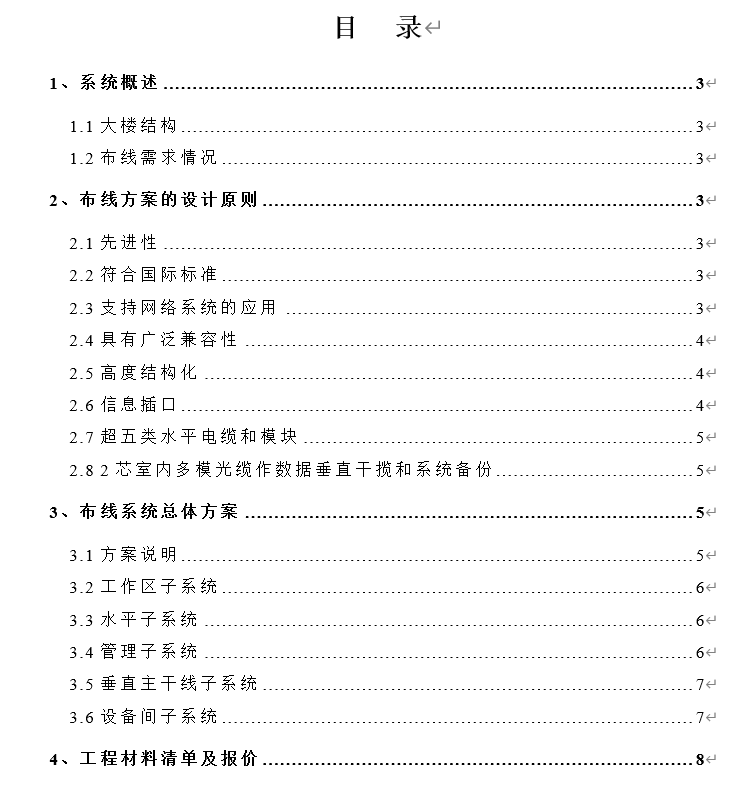 目 录
1、系统概述 3
1.1 大楼结构 3
1.2 布线需求情况 3
2、布线方案的设计原则 3
2.1 先进性 3
2.2 符合国际标准 3
2.3 支持网络系统的应用 3
2.4 具有广泛兼容性 4
2.5 高度结构化 4
2.6 信息插口 4
2.7 超五类水平电缆和模块 5
2.8 2 芯室内多模光缆作数据垂直干揽和系统备份 5
3、布线系统总体方案 5
3.1 方案说明 5
3.2 工作区子系统 6
3.3 水平子系统 6
3.4 管理子系统 6
3.5 垂直主干线子系统 7
3.6 设备间子系统 7
4、工程材料清单及报价 8